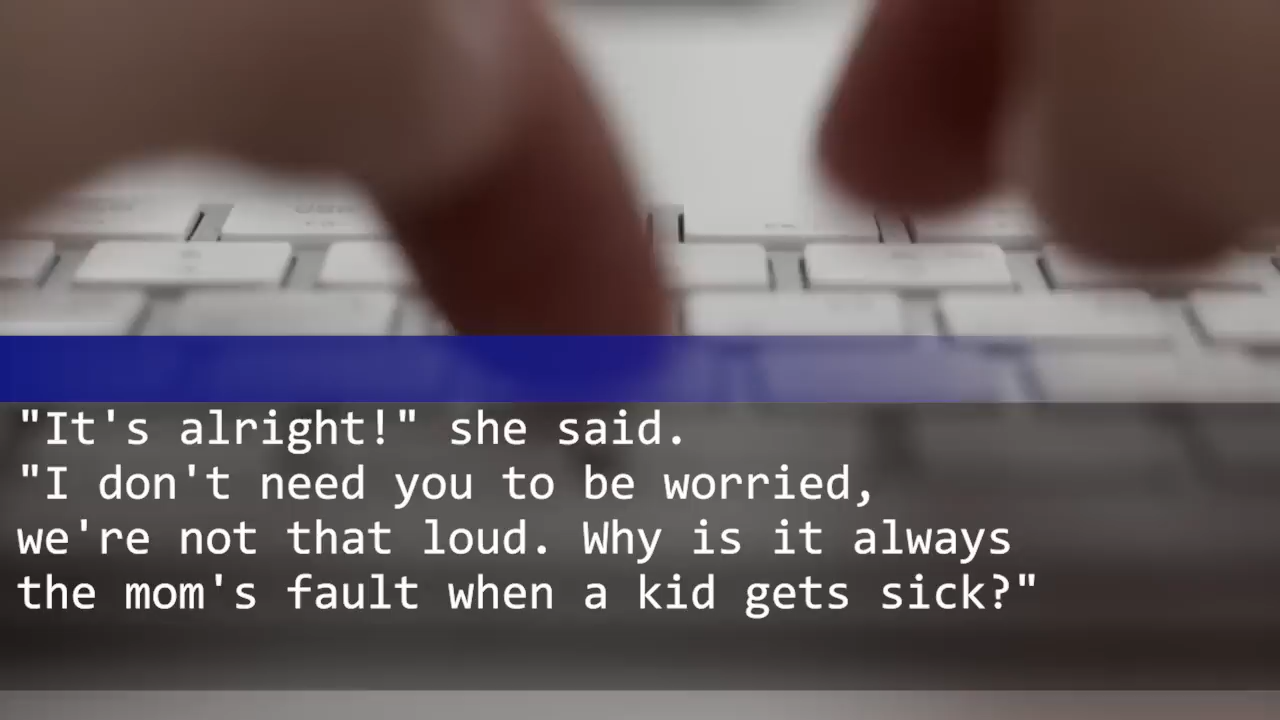 "It's alright!" she said.
"I don't need you to be worried,
we're not that loud. Why is it always
the mom's fault when a kid gets sick?"